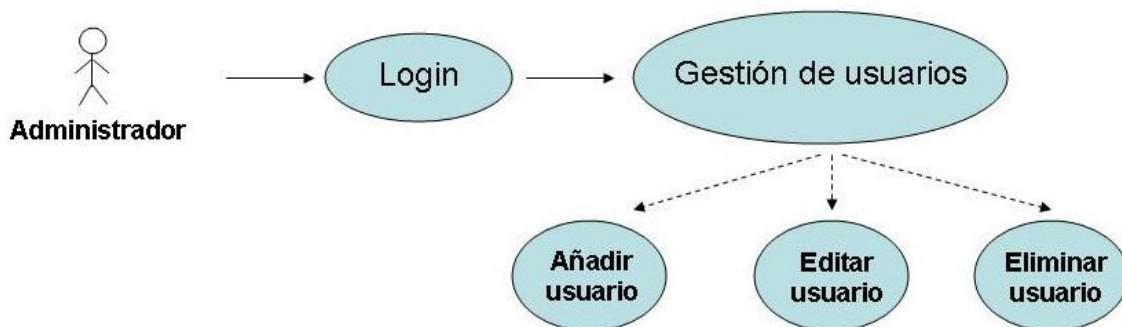 Login
Gestión de usuarios
Administrador
Añadir
usuario
Editar
usuario
Eliminar
usuario